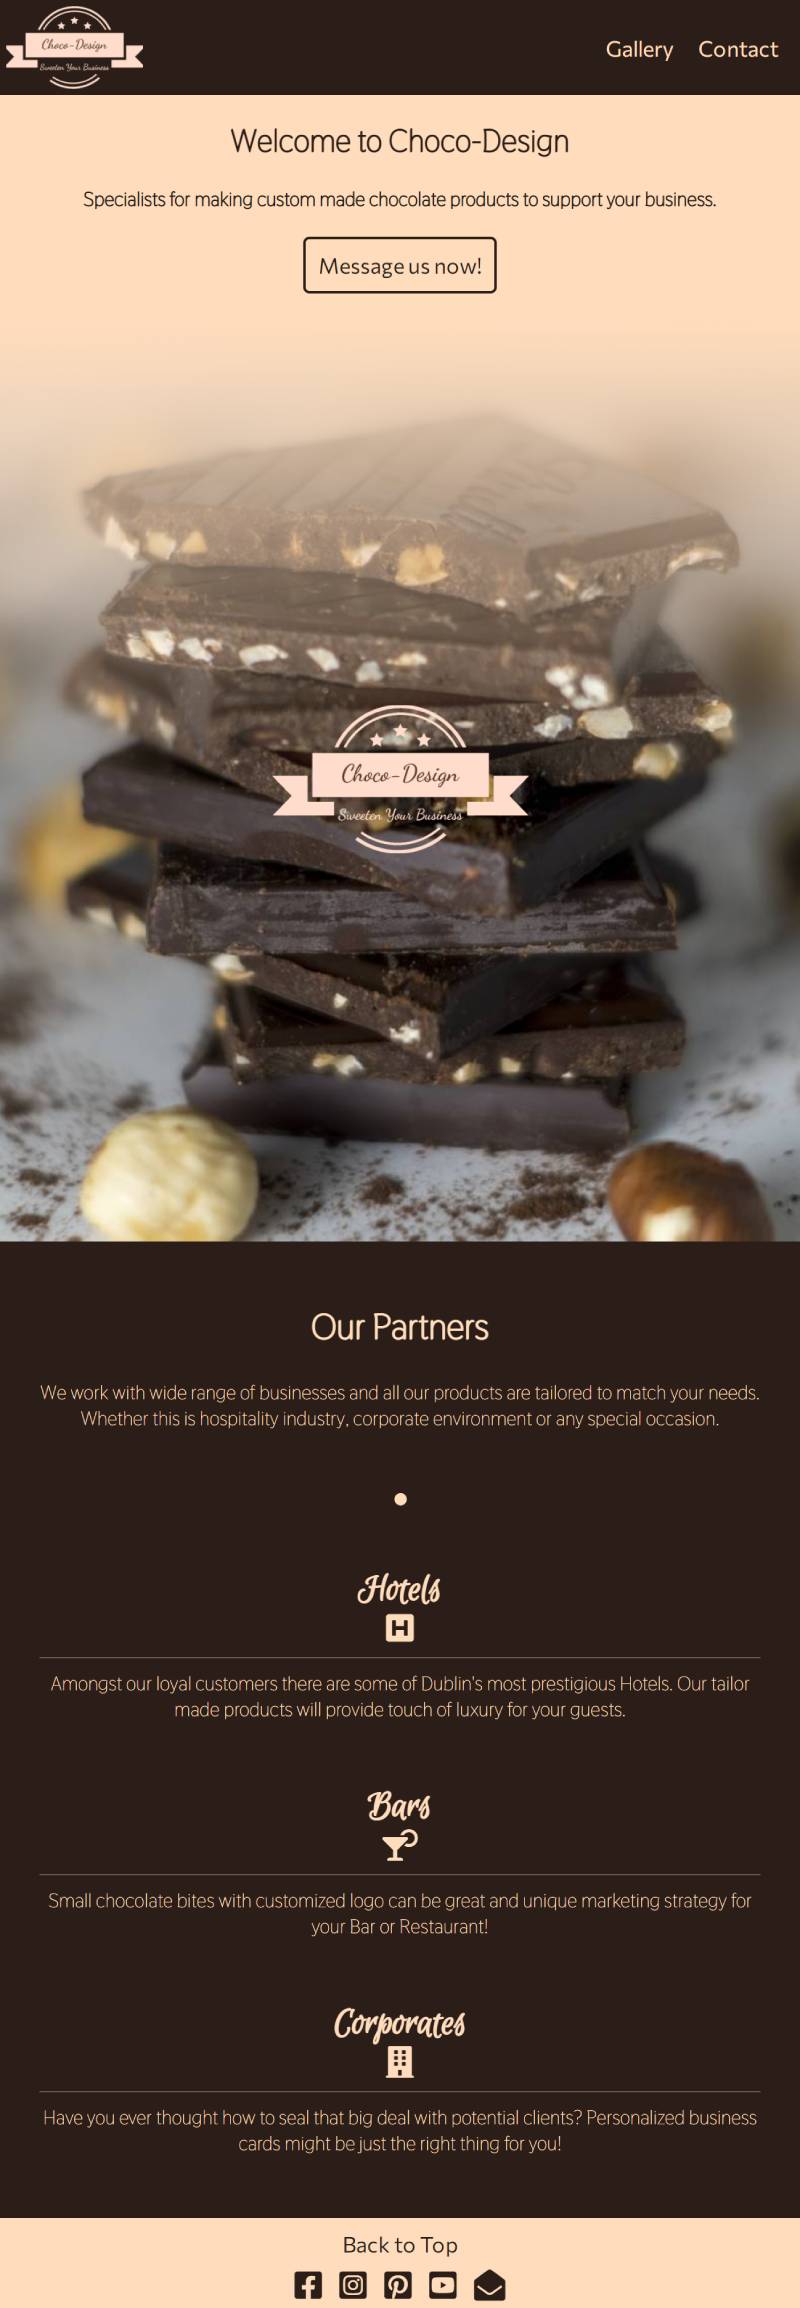 Choco-Design
Sweeten Your Business
Gallery Contact
Welcome to Choco-Design
Specialists for making custom made chocolate products to support your business.
Message us now!
Choco-Design
Sweeten Your Business
Our Partners
We work with wide range of businesses and all our products are tailored to match your needs.
Whether this is hospitality industry, corporate environment or any special occasion.
Hotels
H
Amongst our loyal customers there are some of Dublin's most prestigious Hotels. Our tailor
made products will provide touch of luxury for your guests.
Bars
Small chocolate bites with customized logo can be great and unique marketing strategy for
your Bar or Restaurant!
Corporates
Have you ever thought how to seal that big deal with potential clients? Personalized business
cards might be just the right thing for you!
Back to Top